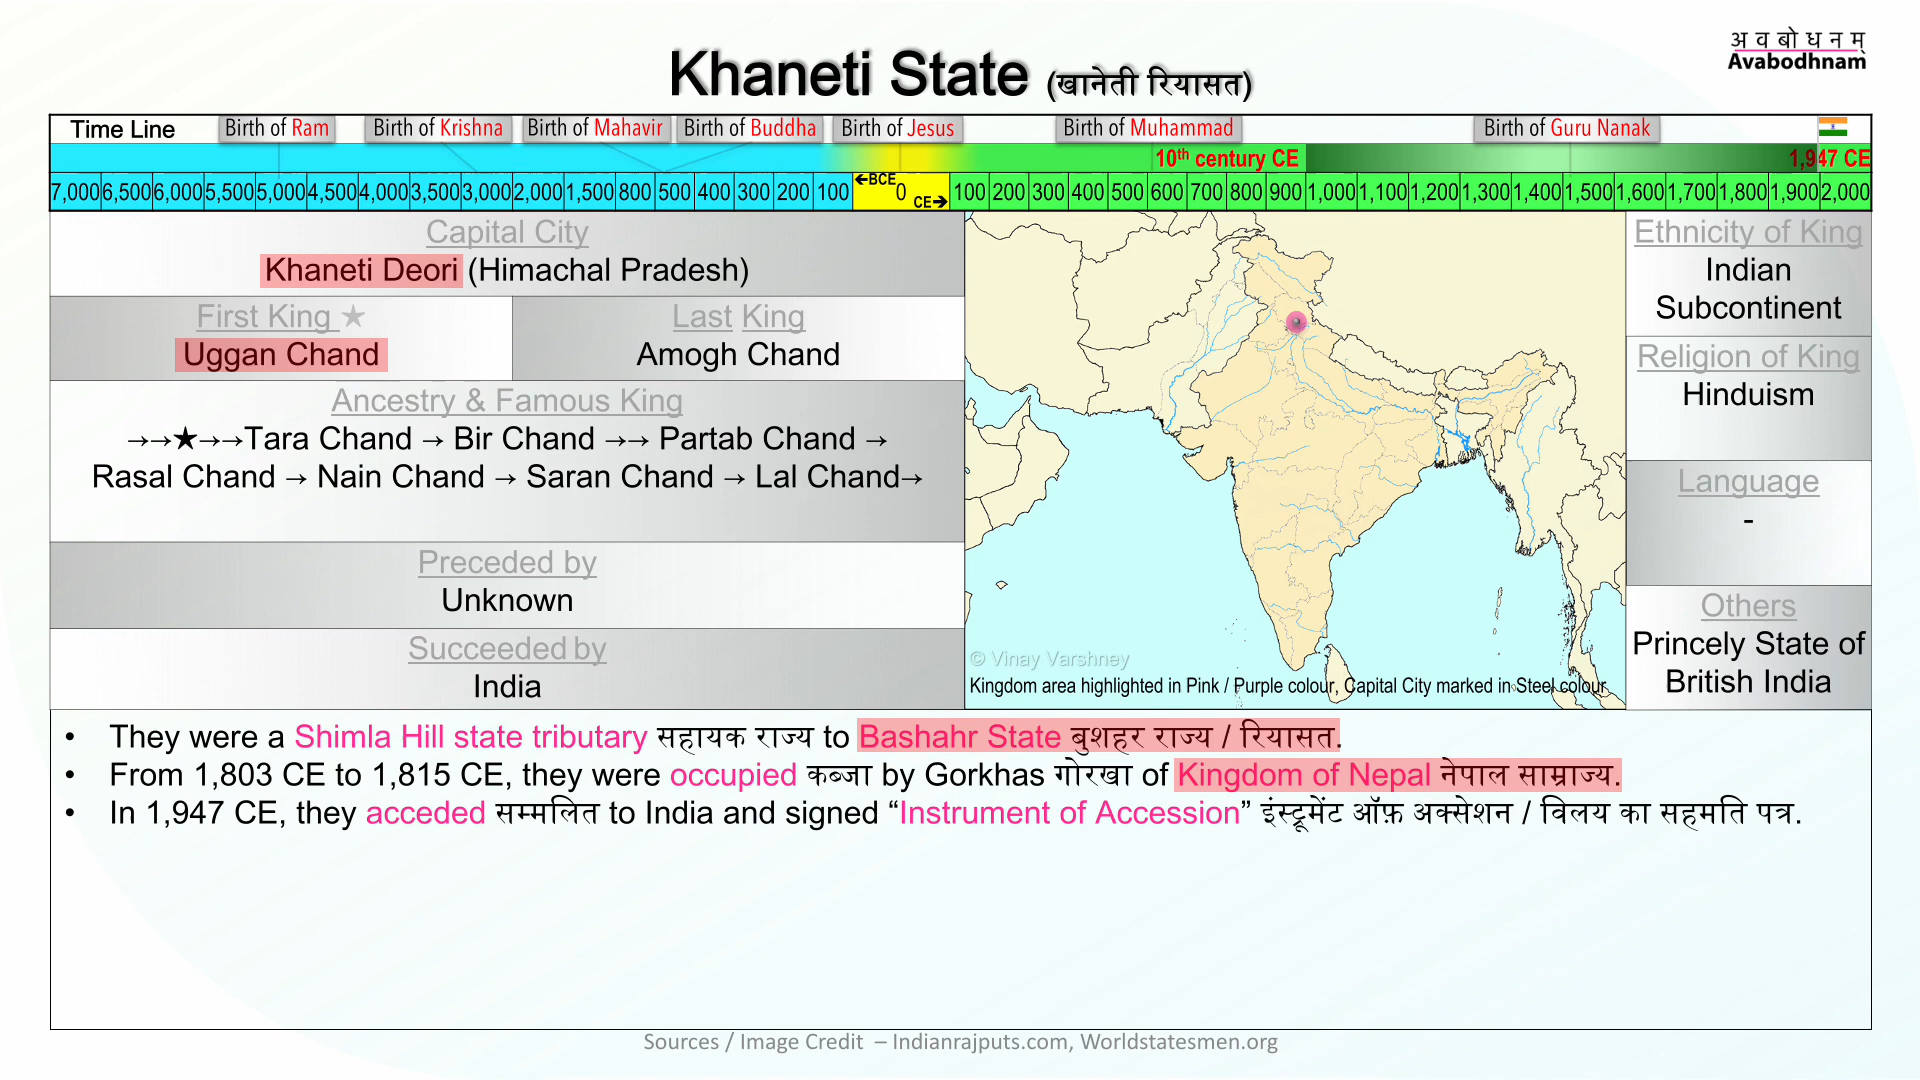 अ व बो ध न म्
Avabodhnam
Khaneti State (खानेती रियासत)
Time Line
Birth of Ram
Birth of Krishna
Birth of Mahavir
Birth of Buddha
Birth of Jesus
Birth of Muhammad
Birth of Guru Nanak
10th century CE
1,947 CE
7,000 6,500 6,000 5,500 5,000 4,500 4,000 3,500 3,000 2,000 1,500 800 500 400 300 200 100 ←BCE 0 CE→ 100 200 300 400 500 600 700 800 900 1,000 1,100 1,200 1,300 1,400 1,500 1,600 1,700 1,800 1,900 2,000
Capital City
Khaneti Deori (Himachal Pradesh)
First King ★
Uggan Chand
Last King
Amogh Chand
Ancestry & Famous King
→→★→→Tara Chand → Bir Chand →→ Partab Chand →
Rasal Chand → Nain Chand → Saran Chand → Lal Chand→
Preceded by
Unknown
Succeeded by
India
© Vinay Varshney
Kingdom area highlighted in Pink / Purple colour, Capital City marked in Steel colour
Ethnicity of King
Indian
Subcontinent
Religion of King
Hinduism
Language
-
Others
Princely State of
British India
• They were a Shimla Hill state tributary सहायक राज्य to Bashahr State बुशहर राज्य / रियासत.
• From 1,803 CE to 1,815 CE, they were occupied कब्जा by Gorkhas गोरखा of Kingdom of Nepal नेपाल साम्राज्य.
• In 1,947 CE, they acceded सम्मलित to India and signed “Instrument of Accession” इंस्ट्रूमेंट ऑफ़ अक्सेशन / विलय का सहमति पत्र.
Sources / Image Credit – Indianrajputs.com, Worldstatesmen.org